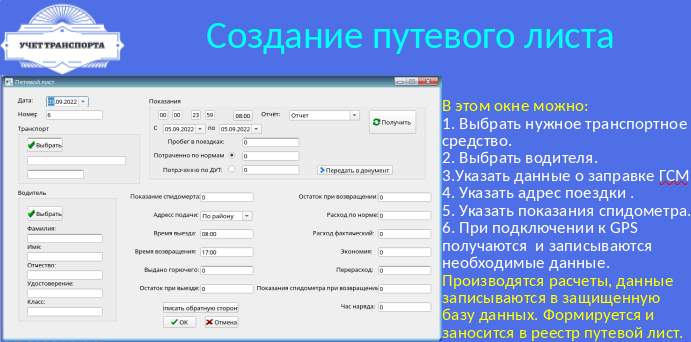 УЧЕТ ТРАНСПОРТА
Создание путевого листа
Путевой лист
Дата: .09.2022
Номер: 6
Транспорт
Выбрать
Водитель
Выбрать
Фамилия:
Имя:
Отчество:
Удостоверение:
Класс:
Показания
00 00 23 59 08:00 Отчёт: Отчет
Получить
С 05.09.2022 по 05.09.2022
Пробег в поездках: 0
Потрачено по нормам 0
Потрачено по ДУТ: 0
Передать в документ
Показание спидометра: 0
Остаток при возвращении: 0
Адресс подачи: По району
Расход по норме: 0
Время выезда: 08:00
Расход фактический: 0
Время возвращения: 17:00
Экономия: 0
Выдано горючего: 0
Перерасход: 0
Остаток при выезде: 0
Показания спидометра при возвращении 0
Час наряда: 0
писать обратную сторон
OK
Отмена
В этом окне можно:
1. Выбрать нужное транспортное
средство.
2. Выбрать водителя.
3.Указать данные о заправке ГСМ
4. Указать адрес поездки .
5. Указать показания спидометра.
6. При подключении к GPS
получаются и записываются
необходимые данные.
Производятся расчеты, данные
записываются в защищенную
базу данных. Формируется и
заносится в реестр путевой лист.